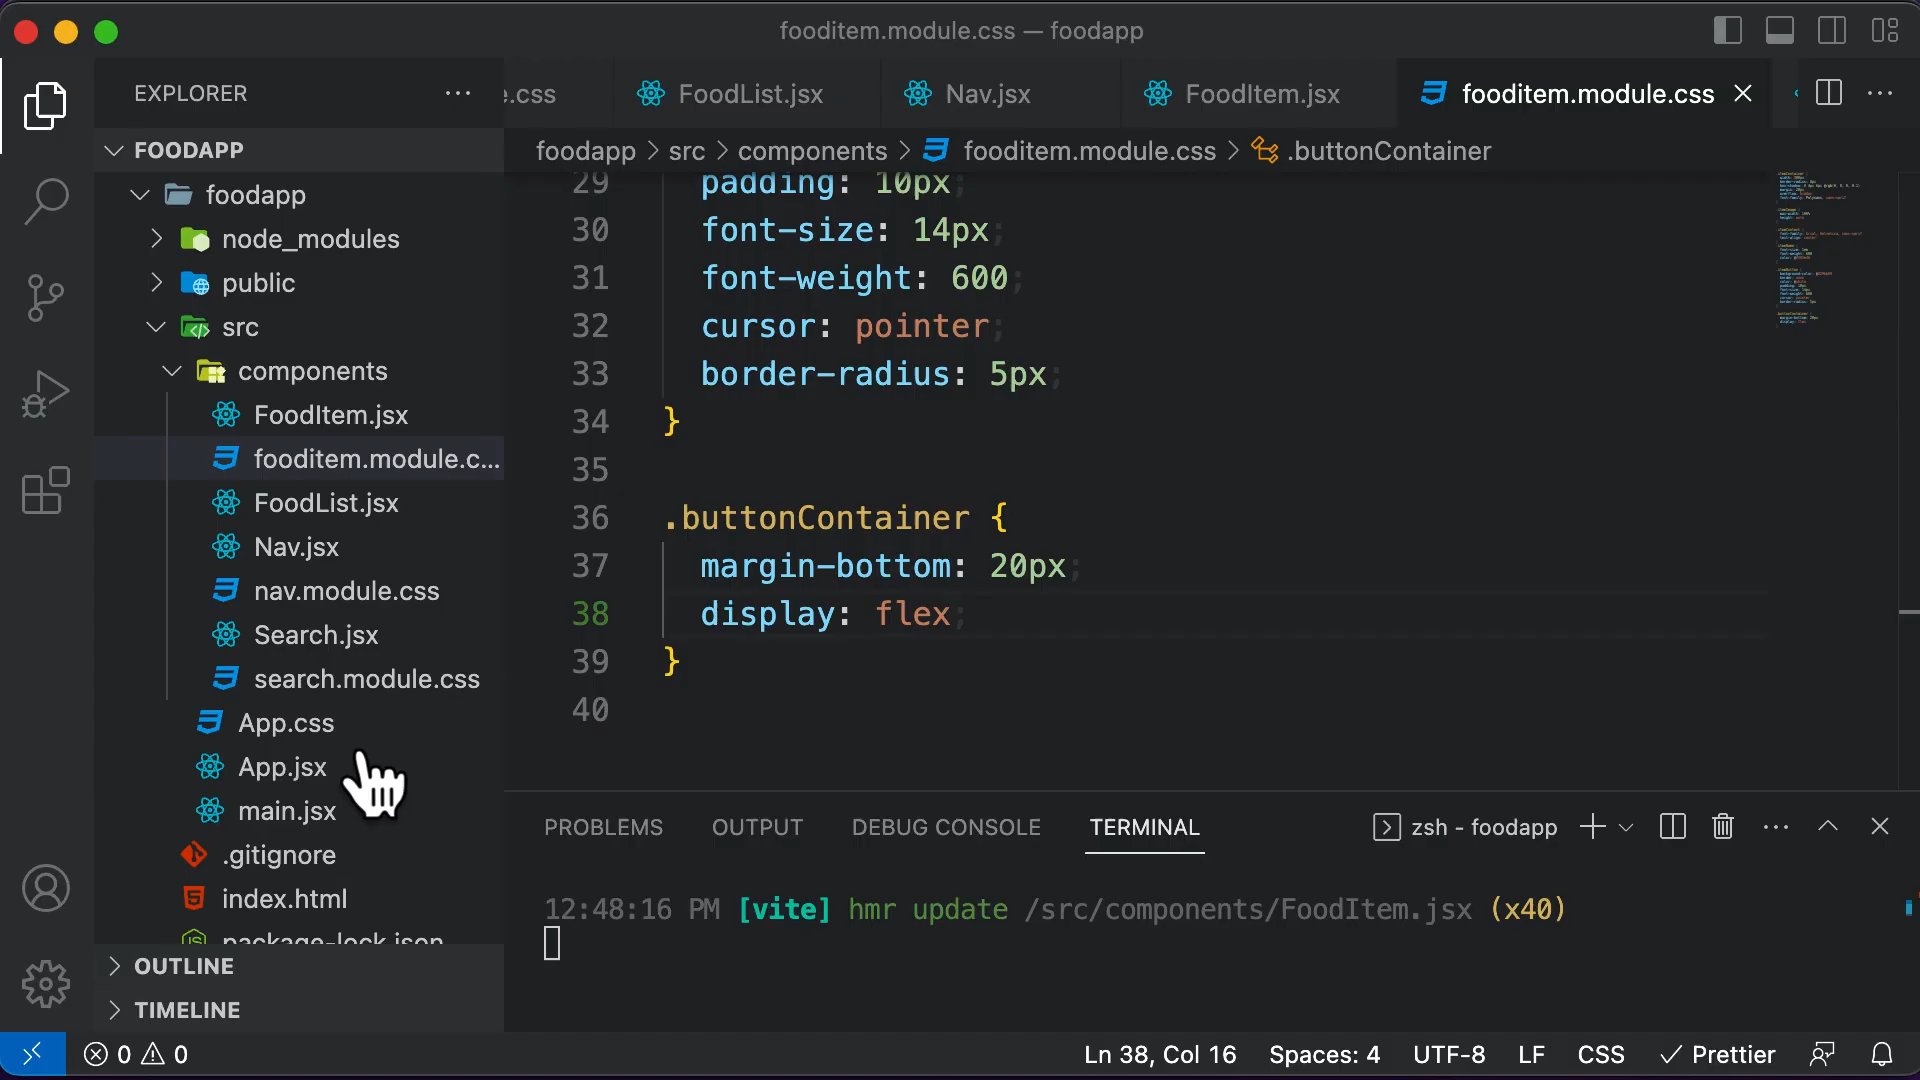 fooditem.module.css — foodapp
EXPLORER
e.css
FoodList.jsx
Nav.jsx
FoodItem.jsx
fooditem.module.css
FOODAPP
foodapp
node_modules
public
src
components
FoodItem.jsx
fooditem.module.c...
FoodList.jsx
Nav.jsx
nav.module.css
Search.jsx
search.module.css
App.css
App.jsx
main.jsx
.gitignore
index.html
package-lock.json
OUTLINE
TIMELINE
foodapp > src > components > fooditem.module.css > .buttonContainer
29 padding: 10px;
30 font-size: 14px;
31 font-weight: 600;
32 cursor: pointer;
33 border-radius: 5px;
34 }
35
36 .buttonContainer {
37 margin-bottom: 20px;
38 display: flex;
39 }
40
PROBLEMS OUTPUT DEBUG CONSOLE TERMINAL
zsh - foodapp
12:48:16 PM [vite] hmr update /src/components/FoodItem.jsx (x40)
0 0
Ln 38, Col 16 Spaces: 4 UTF-8 LF CSS Prettier